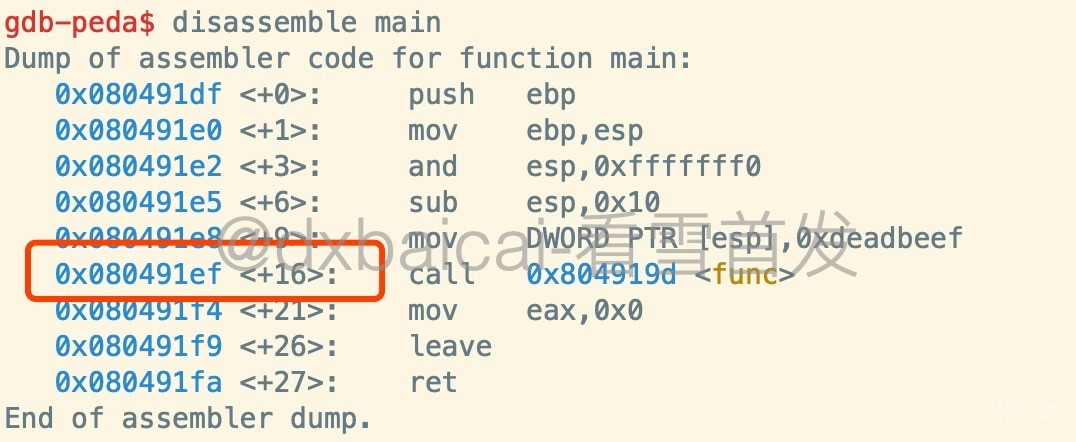 gdb-peda$ disassemble main
Dump of assembler code for function main:
0x080491df <+0>: push ebp
0x080491e0 <+1>: mov ebp,esp
0x080491e2 <+3>: and esp,0xfffffff0
0x080491e5 <+6>: sub esp,0x10
0x080491e8 <+9>: mov DWORD PTR [esp],0xdeadbeef
@dxbaicai-看雪首发
0x080491ef <+16>: call 0x804919d <func>
0x080491f4 <+21>: mov eax,0x0
0x080491f9 <+26>: leave
0x080491fa <+27>: ret
End of assembler dump.